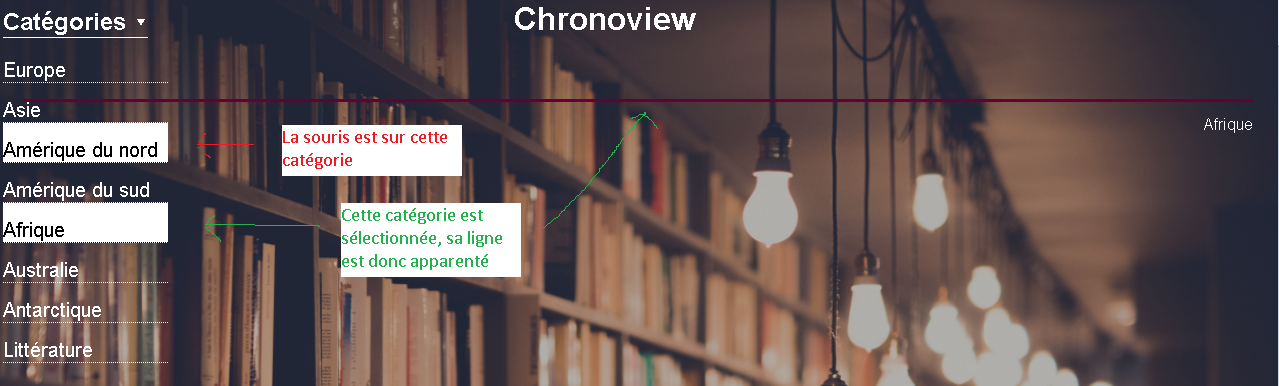 Chronoview
Catégories
Europe
Asie
Amérique du nord
Amérique du sud
Afrique
Australie
Antarctique
Littérature
La souris est sur cette
catégorie
Cette catégorie est
sélectionnée, sa ligne
est donc apparenté
Afrique